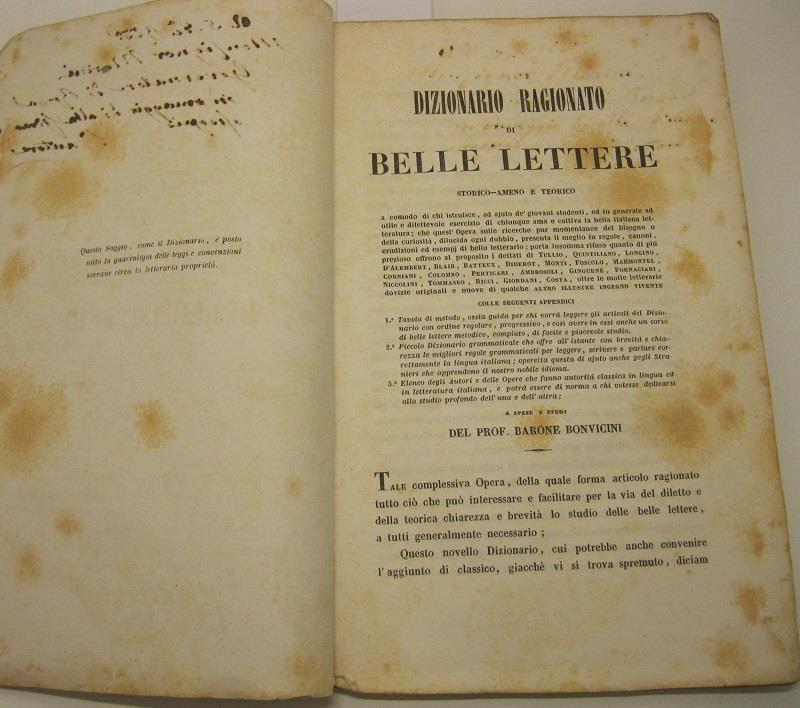 Questo Saggio, come il Dizionario, è posto
sotto la guarentigia delle leggi e convenzioni
sovrane circa la letteraria proprietà.
DIZIONARIO RAGIONATO
DI
BELLE LETTERE
STORICO-AMENO E TEORICO
a comodo di chi istruisce, ad ajuto de' giovani studenti, ed in generale ad
utile e dilettevole esercizio di chiunque ama e coltiva la bella italiana let-
teratura; chè quest'Opera sulle ricerche pur momentanee del bisogno o
della curiosità, dilucida ogni dubbio, presenta il meglio in regole, canoni,
erudizioni ed esempj di bello letterario; porta insomma rifuso quanto di più
prezioso offrono al proposito i dettati di TULLIO, QUINTILIANO, LONGINO,
D'ALEMBERT, BLAIR, BATTEUX, DIDEROT, MONTI, FOSCOLO, MARMONTEL,
CORNIANI, COLOMBO, PERTICARI, AMBROSOLI, GINGUENÉ, FORNACIARI,
NICCOLINI, TOMMASEO, RICCI, GIORDANI, COSTA, oltre le molte letterarie
dovizie originali e nuove di qualche ALTRO ILLUSTRE INGEGNO VIVENTE
COLLE SEGUENTI APPENDICI
1.ª Tavola di metodo, ossia guida per chi vorrà leggere gli articoli del Dizio-
nario con ordine regolare, progressivo, e così avere in essi anche un corso
di belle lettere metodico, compiuto, di facile e piacevole studio.
2.ª Piccolo Dizionario grammaticale che offre all'istante con brevità e chia-
rezza le migliori regole grammaticali per leggere, scrivere e parlare cor-
rettamente la lingua italiana; operetta questa di ajuto anche pegli Stra-
nieri che apprendono il nostro nobile idioma.
3.ª Elenco degli Autori e delle Opere che fanno autorità classica in lingua ed
in letteratura italiana, e potrà essere di norma a chi volesse dedicarsi
allo studio profondo dell'una e dell'altra;
A SPESE E STUDJ
DEL PROF. BARONE BONVICINI
TALE complessiva Opera, della quale forma articolo ragionato
tutto ciò che può interessare e facilitare per la via del diletto e
della teorica chiarezza e brevità lo studio delle belle lettere,
a tutti generalmente necessario;
Questo novello Dizionario, cui potrebbe anche convenire
l'aggiunto di classico, giacchè vi si trova spremuto, diciam